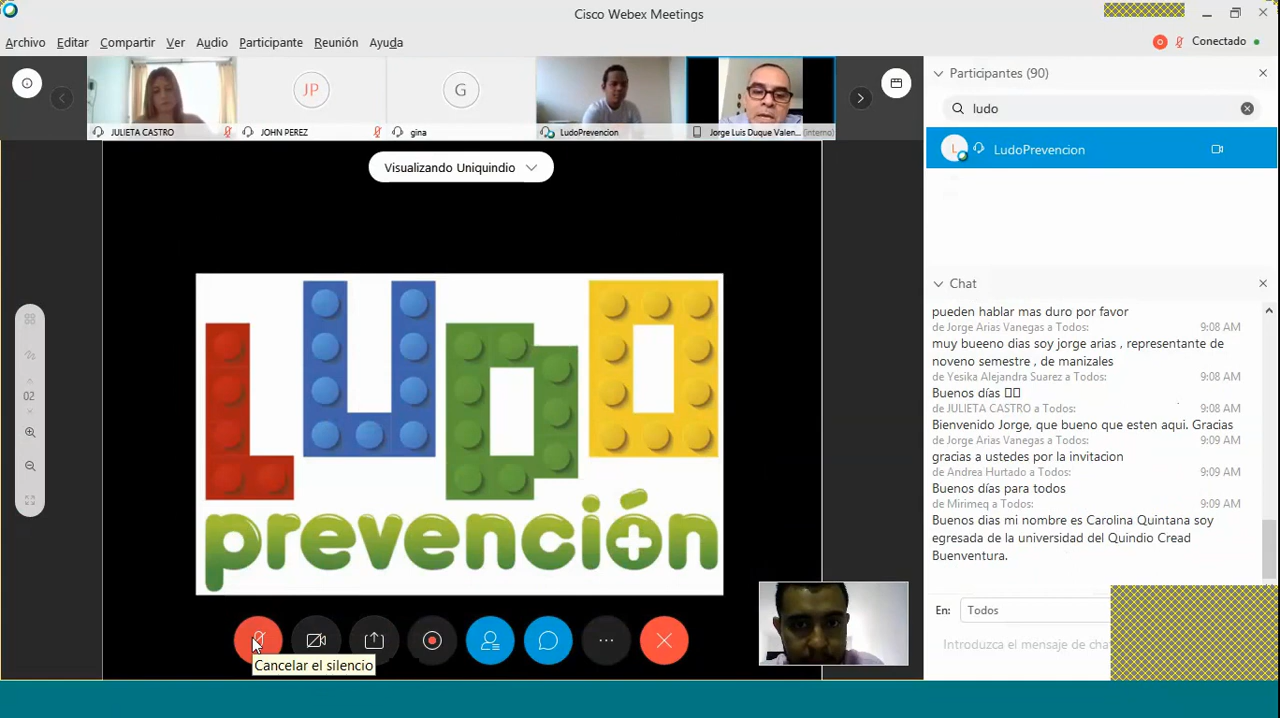 Cisco Webex Meetings
Archivo Editar Compartir Ver Audio Participante Reunión Ayuda
Conectado
JULIETA CASTRO
JP
JOHN PEREZ
G
gina
LudoPrevencion
Jorge Luis Duque Valen... (interno)
Visualizando Uniquindio
02
LUDO
prevención
Cancelar el silencio
Participantes (90)
ludo
L LudoPrevencion
Chat
pueden hablar mas duro por favor
de Jorge Arias Vanegas a Todos: 9:08 AM
muy bueeno dias soy jorge arias , representante de
noveno semestre , de manizales
de Yesika Alejandra Suarez a Todos: 9:08 AM
Buenos días
de JULIETA CASTRO a Todos: 9:08 AM
Bienvenido Jorge, que bueno que esten aqui. Gracias
de Jorge Arias Vanegas a Todos: 9:09 AM
gracias a ustedes por la invitacion
de Andrea Hurtado a Todos: 9:09 AM
Buenos días para todos
de Mirimeq a Todos: 9:09 AM
Buenos dias mi nombre es Carolina Quintana soy
egresada de la universidad del Quindio Cread
Buenventura.
En: Todos
Introduzca el mensaje de cha